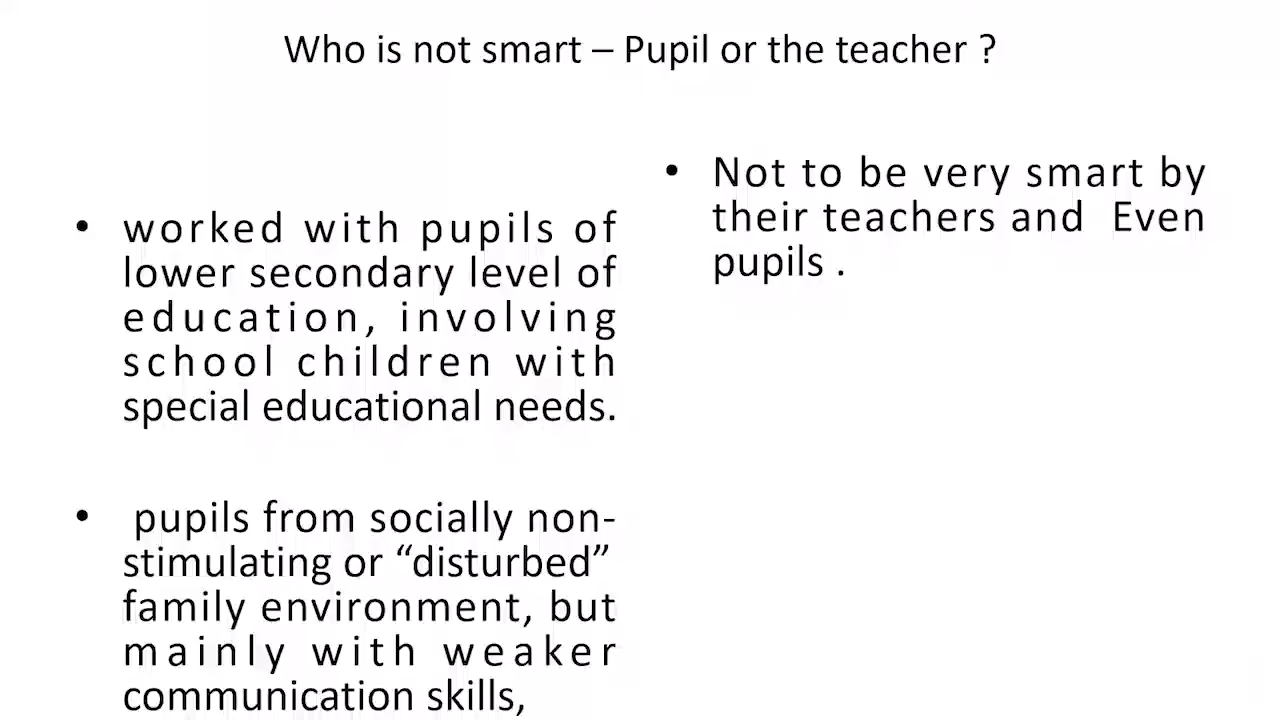 Who is not smart – Pupil or the teacher ?
• worked with pupils of
lower secondary level of
education, involving
school children with
special educational needs.
• pupils from socially non-
stimulating or “disturbed”
family environment, but
mainly with weaker
communication skills,
• Not to be very smart by
their teachers and Even
pupils .